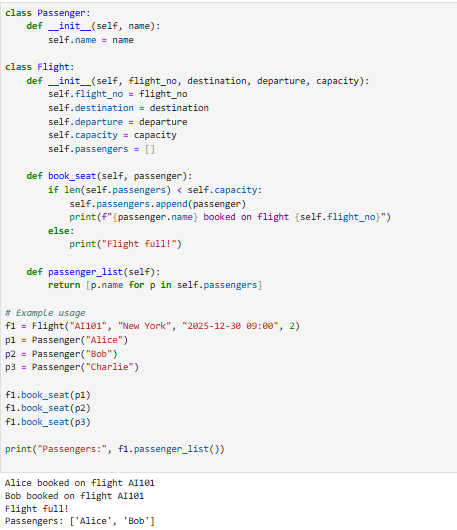 class Passenger:
    def __init__(self, name):
        self.name = name

class Flight:
    def __init__(self, flight_no, destination, departure, capacity):
        self.flight_no = flight_no
        self.destination = destination
        self.departure = departure
        self.capacity = capacity
        self.passengers = []

    def book_seat(self, passenger):
        if len(self.passengers) < self.capacity:
            self.passengers.append(passenger)
            print(f"{passenger.name} booked on flight {self.flight_no}")
        else:
            print("Flight full!")

    def passenger_list(self):
        return [p.name for p in self.passengers]

# Example usage
f1 = Flight("AI101", "New York", "2025-12-30 09:00", 2)
p1 = Passenger("Alice")
p2 = Passenger("Bob")
p3 = Passenger("Charlie")

f1.book_seat(p1)
f1.book_seat(p2)
f1.book_seat(p3)

print("Passengers:", f1.passenger_list())

Alice booked on flight AI101
Bob booked on flight AI101
Flight full!
Passengers: ['Alice', 'Bob']